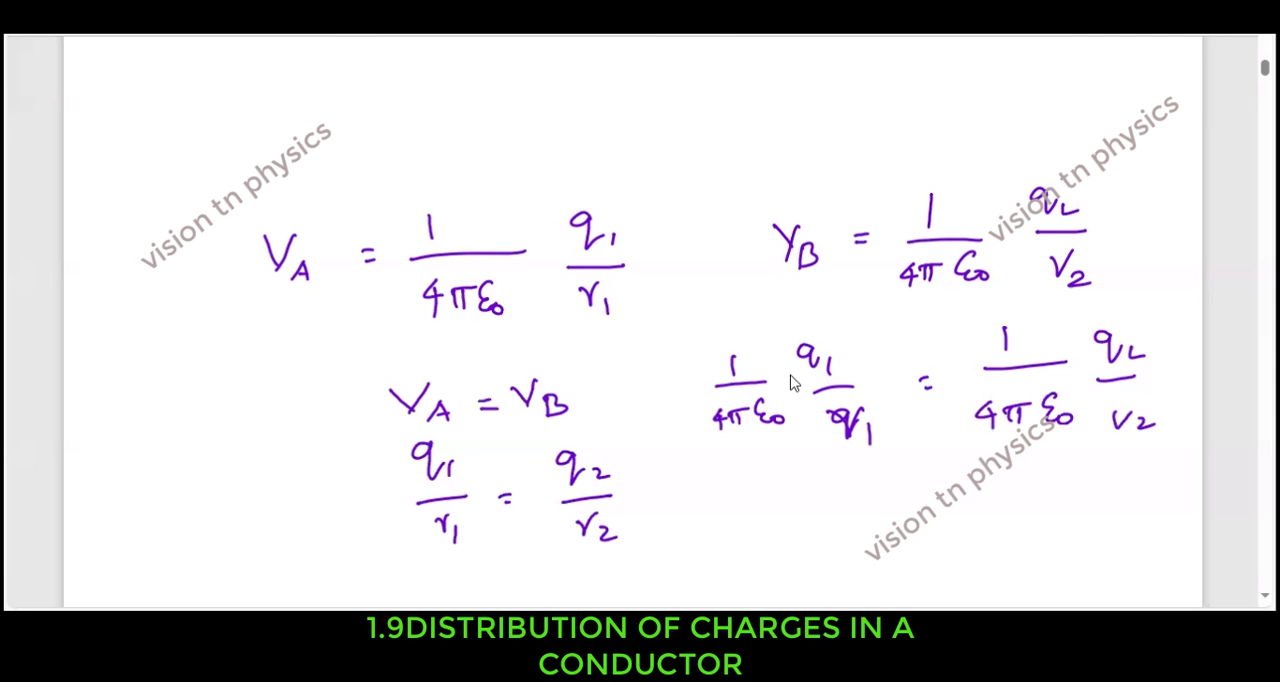 vision tn physics
vision tn physics
V_A = 1/4πε₀ q₁/r₁
V_B = 1/4πε₀ q₂/r₂
V_A = V_B
1/4πε₀ q₁/r₁ = 1/4πε₀ q₂/r₂
q₁/r₁ = q₂/r₂
vision tn physics
1.9DISTRIBUTION OF CHARGES IN A
CONDUCTOR